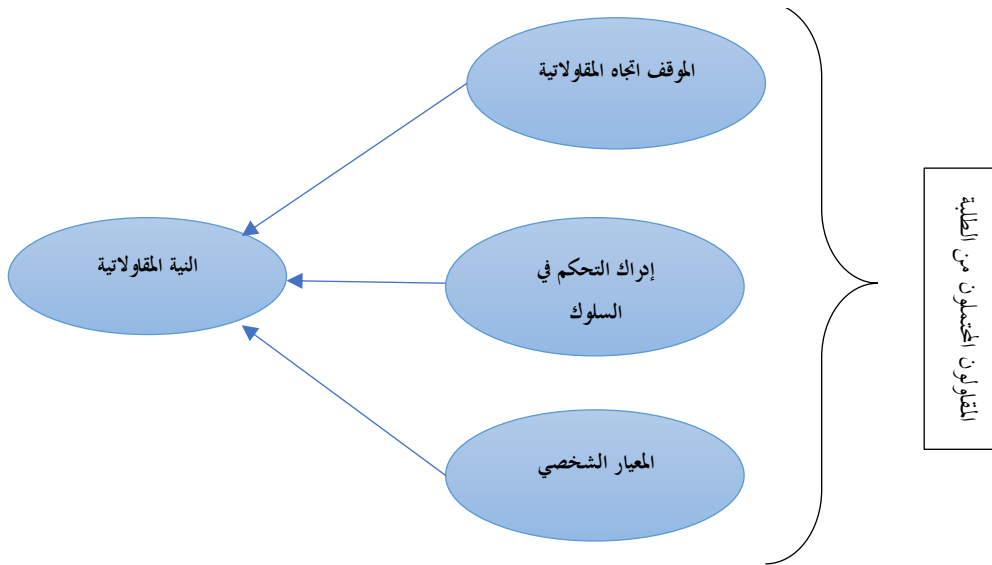 الموقف اتجاه المقاولاتية
النية المقاولاتية
إدراك التحكم في
السلوك
المعيار الشخصي
المقاولون المحتملون من الطلبة